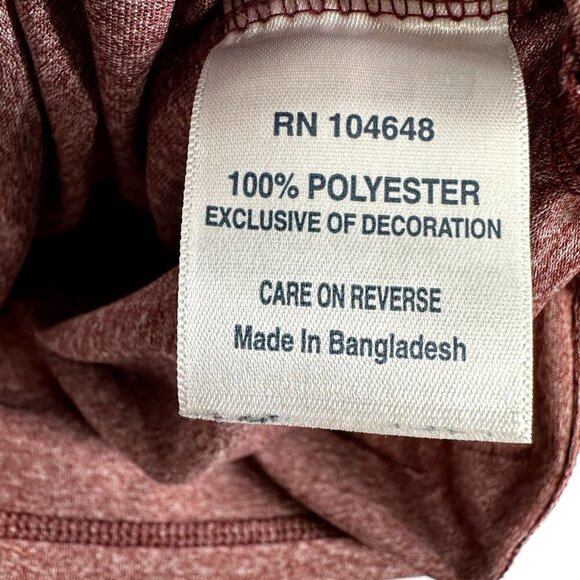 RN 104648
100% POLYESTER
EXCLUSIVE OF DECORATION
CARE ON REVERSE
Made In Bangladesh